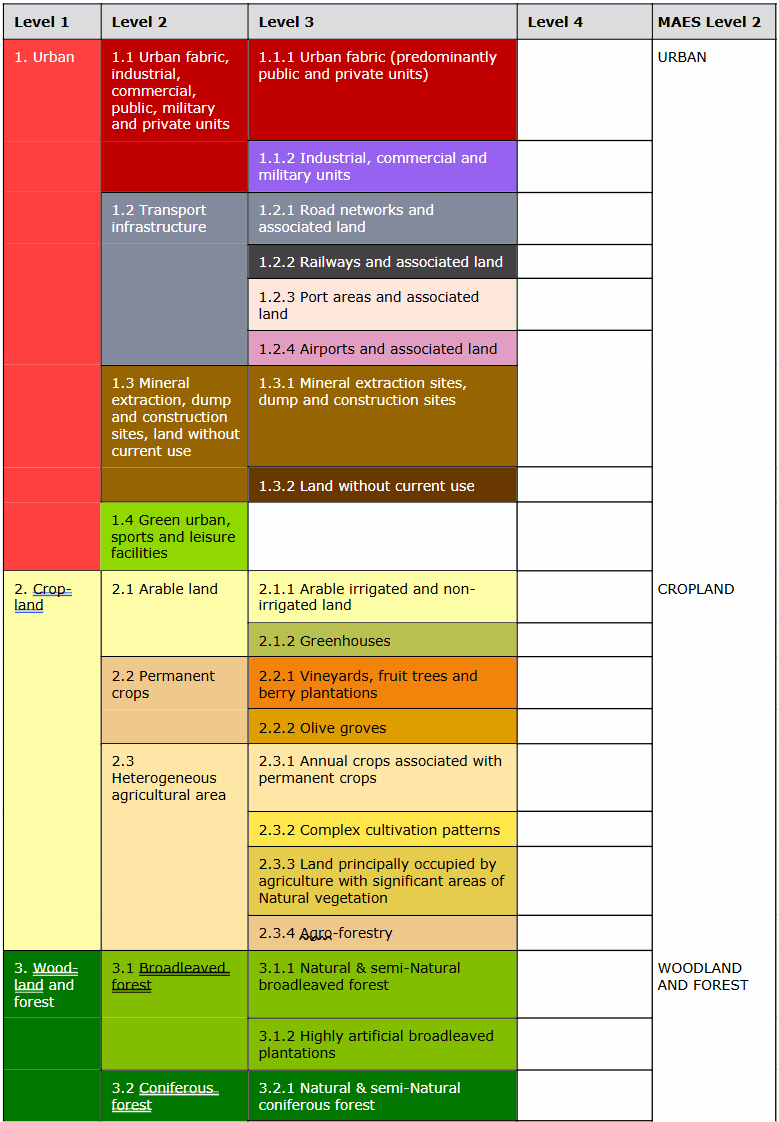 Level 1 Level 2 Level 3 Level 4 MAES Level 2
1. Urban
1.1 Urban fabric,
industrial,
commercial,
public, military
and private units
1.1.1 Urban fabric (predominantly
public and private units)
URBAN
1.1.2 Industrial, commercial and
military units
1.2 Transport
infrastructure
1.2.1 Road networks and
associated land
1.2.2 Railways and associated land
1.2.3 Port areas and associated
land
1.2.4 Airports and associated land
1.3 Mineral
extraction, dump
and construction
sites, land without
current use
1.3.1 Mineral extraction sites,
dump and construction sites
1.3.2 Land without current use
1.4 Green urban,
sports and leisure
facilities
2. Crop-
land
2.1 Arable land
2.1.1 Arable irrigated and non-
irrigated land
CROPLAND
2.1.2 Greenhouses
2.2 Permanent
crops
2.2.1 Vineyards, fruit trees and
berry plantations
2.2.2 Olive groves
2.3
Heterogeneous
agricultural area
2.3.1 Annual crops associated with
permanent crops
2.3.2 Complex cultivation patterns
2.3.3 Land principally occupied by
agriculture with significant areas of
Natural vegetation
2.3.4 Agro-forestry
3. Wood-
land and
forest
3.1 Broadleaved
forest
3.1.1 Natural & semi-Natural
broadleaved forest
WOODLAND
AND FOREST
3.1.2 Highly artificial broadleaved
plantations
3.2 Coniferous
forest
3.2.1 Natural & semi-Natural
coniferous forest